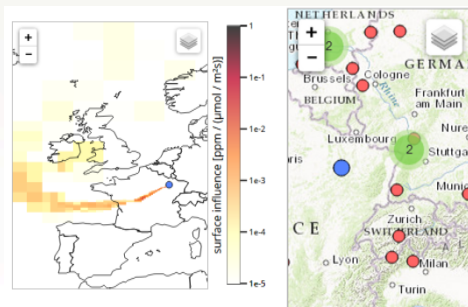 +
-
1
1e-1
1e-2
1e-3
1e-4
1e-5
surface influence [ppm / (μmol / m²s)]
+
-
NETHERLANDS
2
GERMA
Brussels
Cologne
Rhine
BELGIUM
Frankfurt
am Main
Luxembourg
Nure
2
Stuttga
ris
Munic
Zurich
CE
SWITZERLAND
Lyon
Milan
Turin